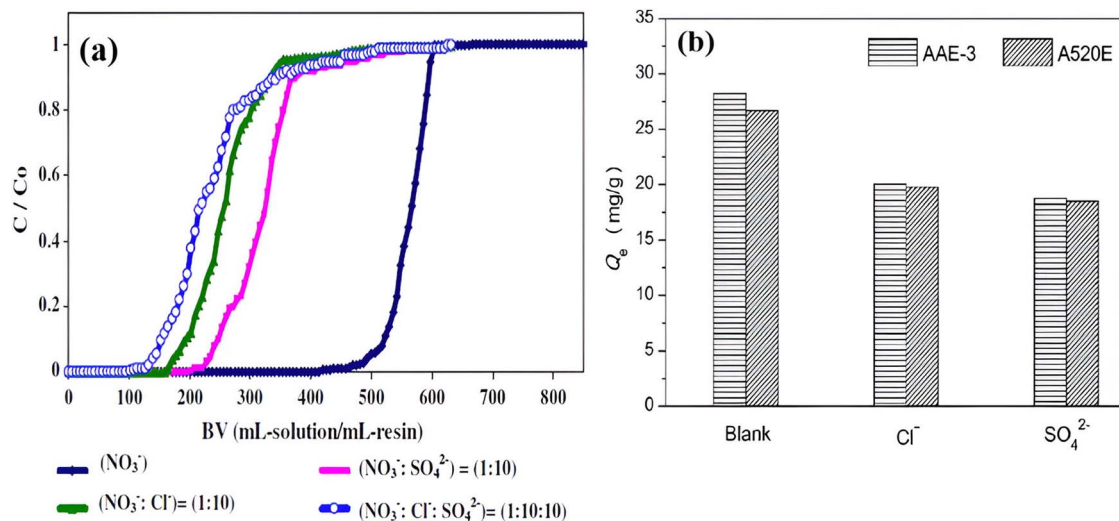 (a)
C / Co
1
0.8
0.6
0.4
0.2
0
0 100 200 300 400 500 600 700 800
BV (mL-solution/mL-resin)
(NO₃⁻)
(NO₃⁻: SO₄²⁻) = (1:10)
(NO₃⁻: Cl⁻)= (1:10)
(NO₃⁻: Cl⁻: SO₄²⁻) = (1:10:10)
(b)
AAE-3 A520E
Qe (mg/g)
35
30
25
20
15
10
5
0
Blank Cl⁻ SO₄²⁻